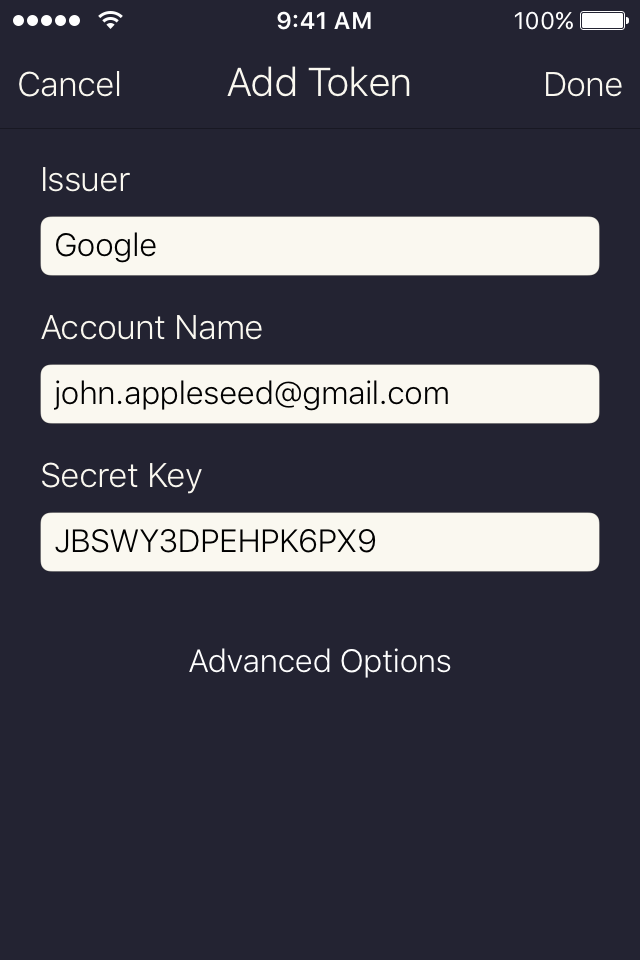 9:41 AM 100%
Cancel Add Token Done
Issuer
Google
Account Name
john.appleseed@gmail.com
Secret Key
JBSWY3DPEHPK6PX9
Advanced Options